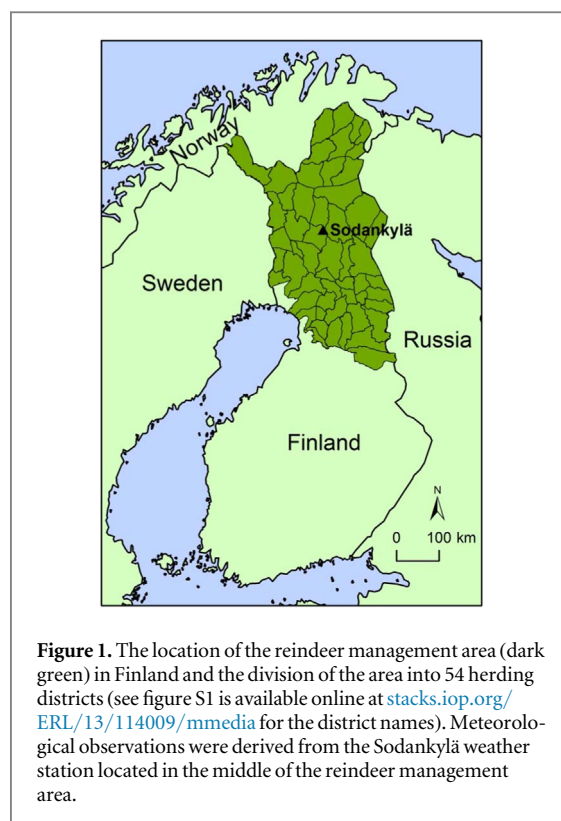 Norway
Sodankylä
Sweden
Russia
Finland
N
0 100 km
Figure 1. The location of the reindeer management area (dark
green) in Finland and the division of the area into 54 herding
districts (see figure S1 is available online at stacks.iop.org/
ERL/13/114009/mmedia for the district names). Meteorolo-
gical observations were derived from the Sodankylä weather
station located in the middle of the reindeer management
area.